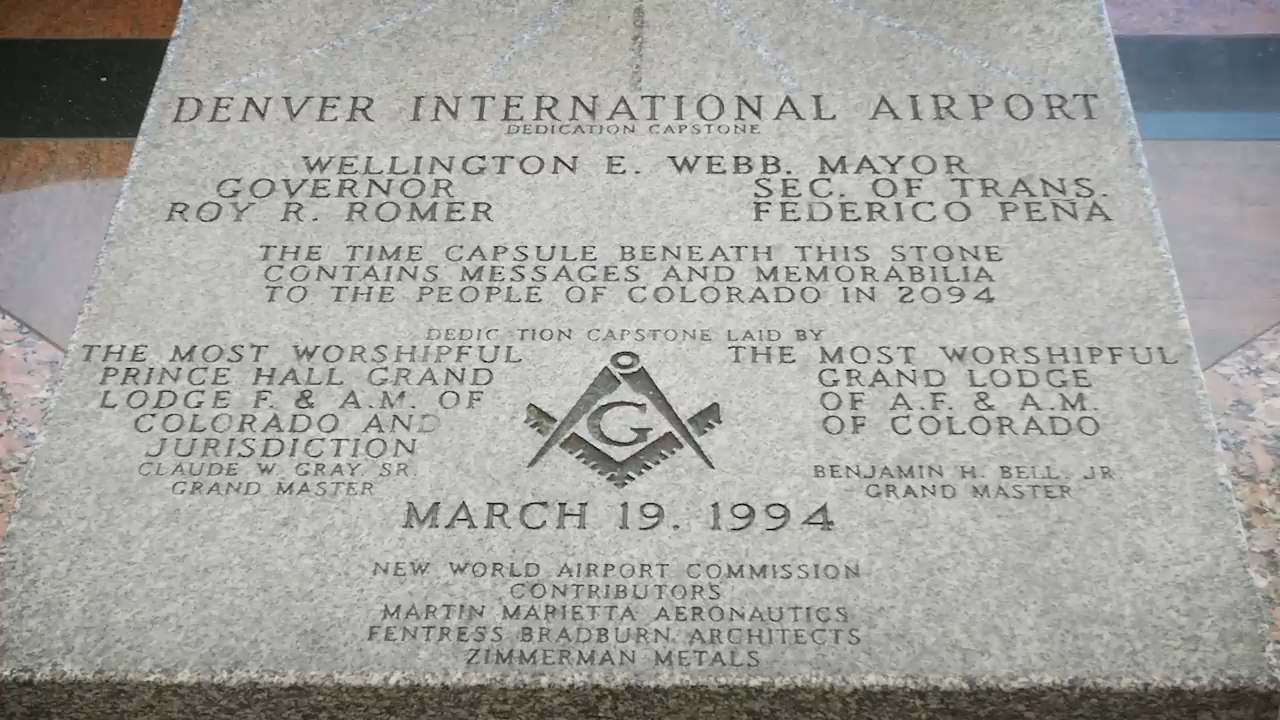 DENVER INTERNATIONAL AIRPORT
DEDICATION CAPSTONE
WELLINGTON E. WEBB. MAYOR
GOVERNOR SEC. OF TRANS.
ROY R. ROMER FEDERICO PENA
THE TIME CAPSULE BENEATH THIS STONE
CONTAINS MESSAGES AND MEMORABILIA
TO THE PEOPLE OF COLORADO IN 2094
DEDIC TION CAPSTONE LAID BY
THE MOST WORSHIPFUL
PRINCE HALL GRAND
LODGE F. & A.M. OF
COLORADO AND
JURISDICTION
CLAUDE W. GRAY, SR.
GRAND MASTER
G
THE MOST WORSHIPFUL
GRAND LODGE
OF A.F. & A.M.
OF COLORADO
BENJAMIN H. BELL, JR.
GRAND MASTER
MARCH 19. 1994
NEW WORLD AIRPORT COMMISSION
CONTRIBUTORS
MARTIN MARIETTA AERONAUTICS
FENTRESS BRADBURN ARCHITECTS
ZIMMERMAN METALS